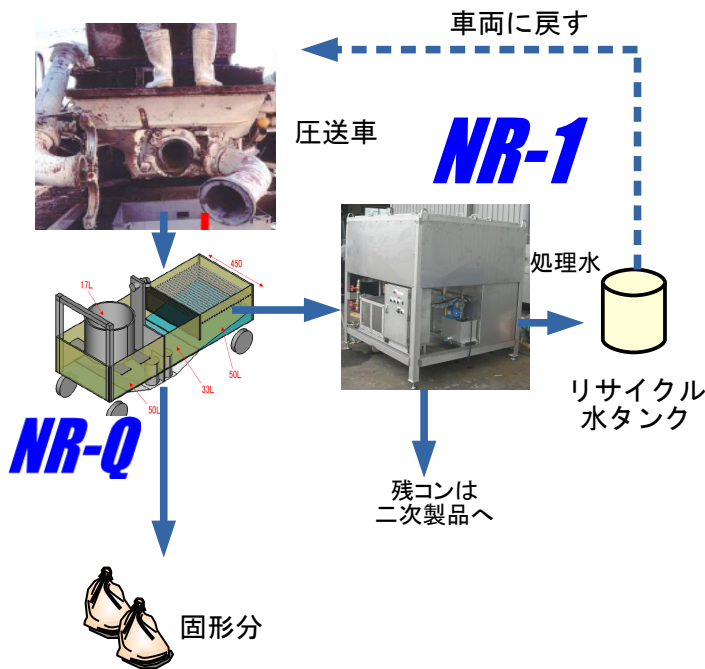 車両に戻す
圧送車
NR-1
450
17L
処理水
50L
33L
50L
リサイクル
水タンク
NR-Q
残コンは
二次製品へ
固形分